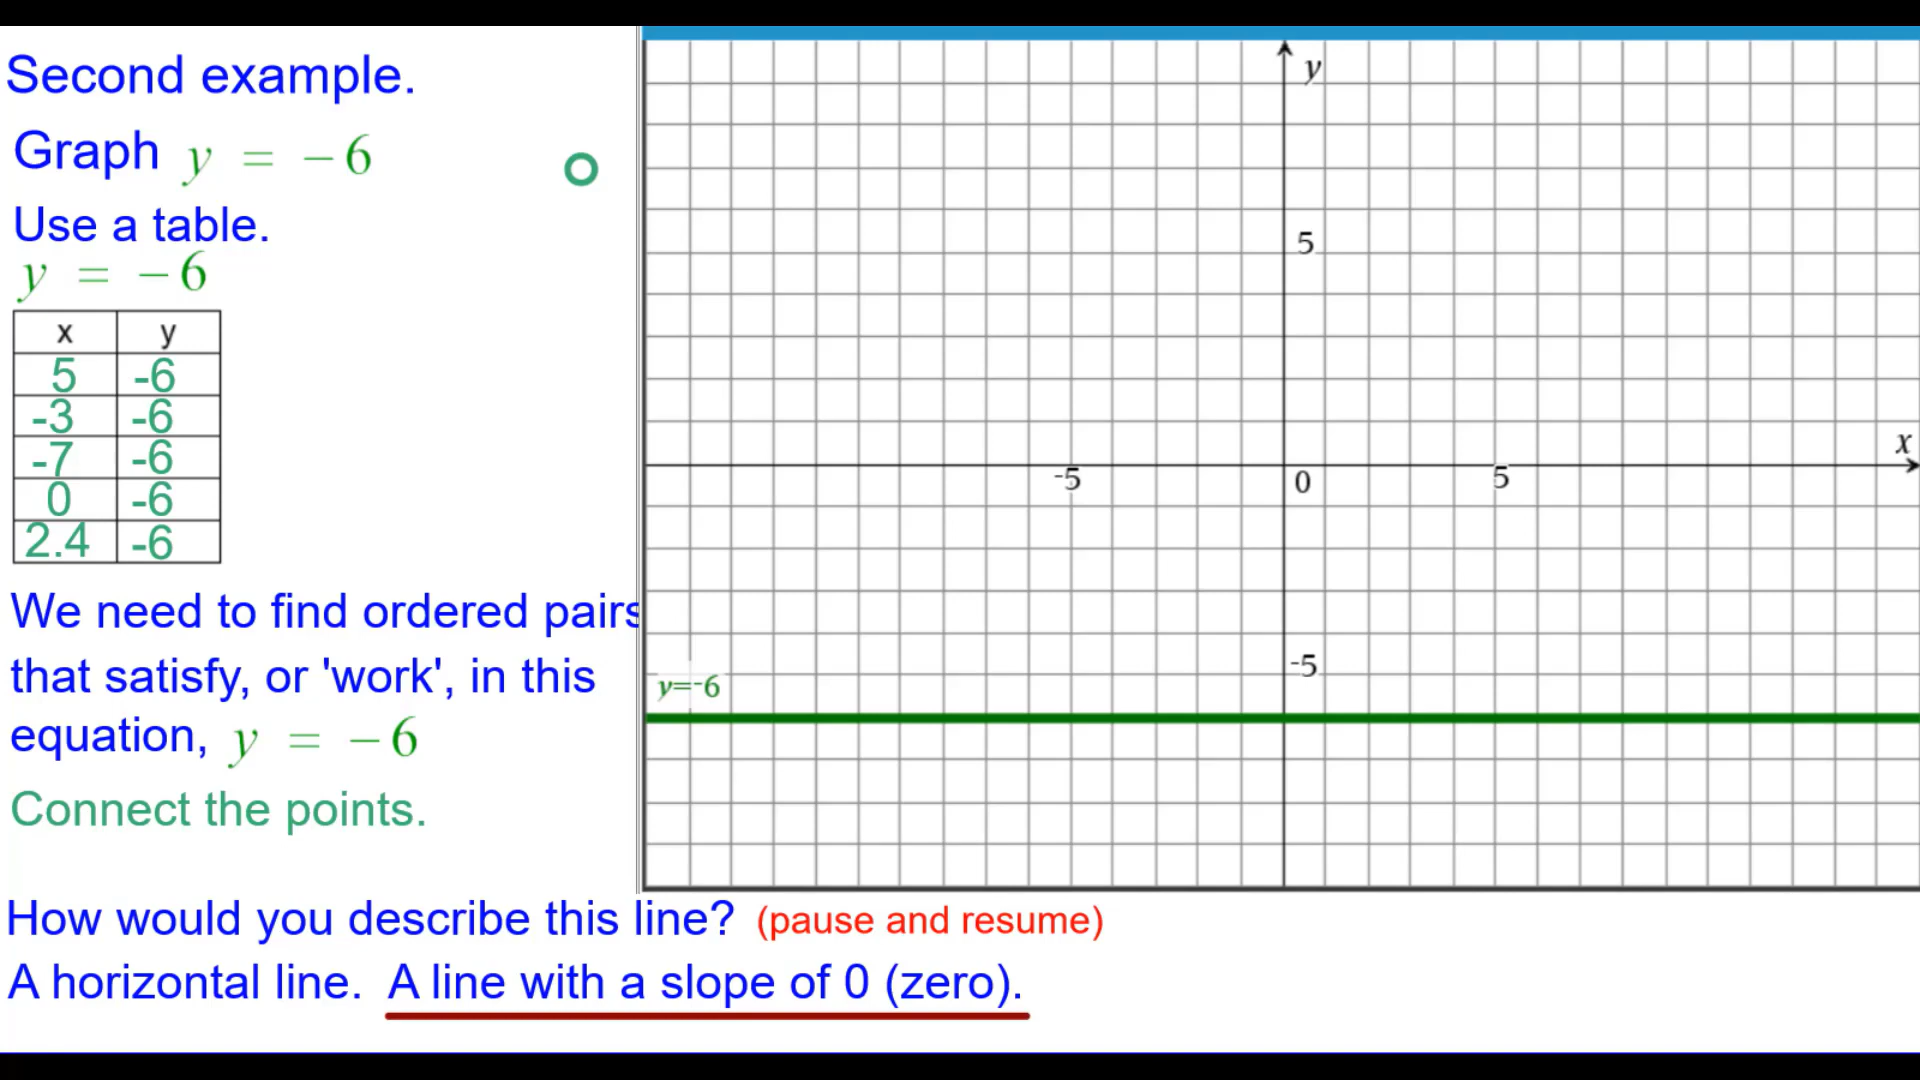 Second example.
Graph y = -6
Use a table.
y = -6
x y
5 -6
-3 -6
-7 -6
0 -6
2.4 -6
We need to find ordered pairs
that satisfy, or 'work', in this
equation, y = -6
Connect the points.
y
5
x
-5 0 5
-5
y=-6
How would you describe this line? (pause and resume)
A horizontal line. A line with a slope of 0 (zero).